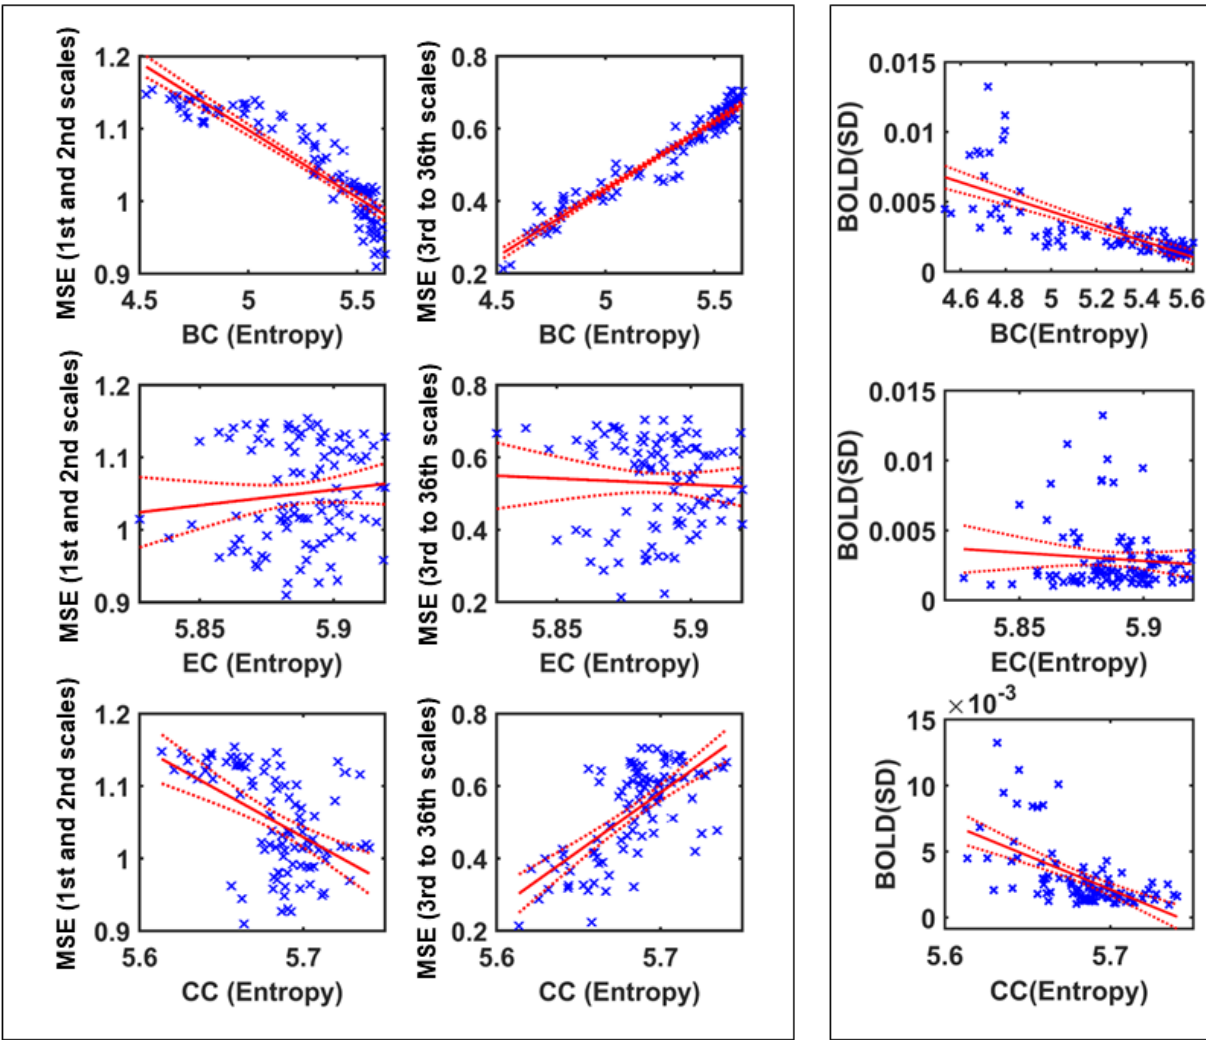 MSE (1st and 2nd scales)
1.2
1.1
1
0.9
4.5 5 5.5
BC (Entropy)
MSE (3rd to 36th scales)
0.8
0.6
0.4
0.2
4.5 5 5.5
BC (Entropy)
BOLD(SD)
0.015
0.01
0.005
0
4.6 4.8 5 5.2 5.4 5.6
BC(Entropy)
MSE (1st and 2nd scales)
1.2
1.1
1
0.9
5.85 5.9
EC (Entropy)
MSE (3rd to 36th scales)
0.8
0.6
0.4
0.2
5.85 5.9
EC (Entropy)
BOLD(SD)
0.015
0.01
0.005
0
5.85 5.9
EC(Entropy)
MSE (1st and 2nd scales)
1.2
1.1
1
0.9
5.6 5.7
CC (Entropy)
MSE (3rd to 36th scales)
0.8
0.6
0.4
0.2
5.6 5.7
CC (Entropy)
×10⁻³
BOLD(SD)
15
10
5
0
5.6 5.7
CC(Entropy)